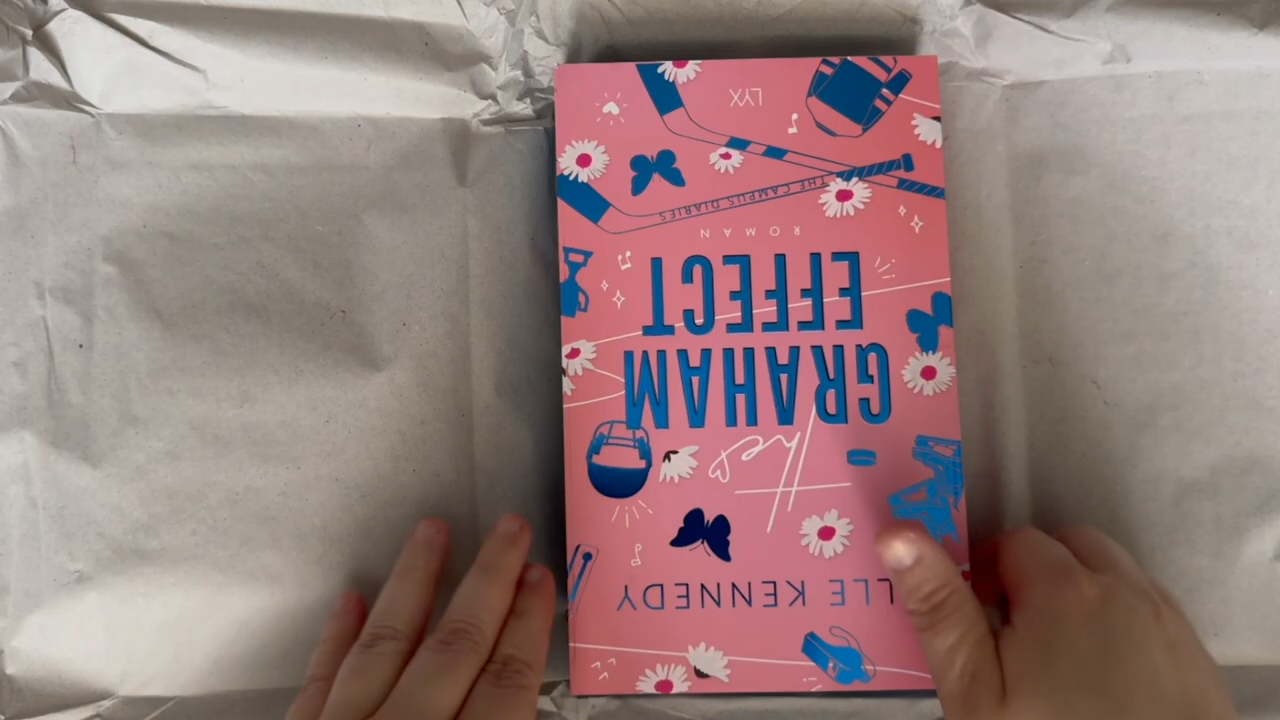 LLE KENNEDY
The
GRAHAM
EFFECT
ROMAN
THE CAMPUS DIARIES
LYX